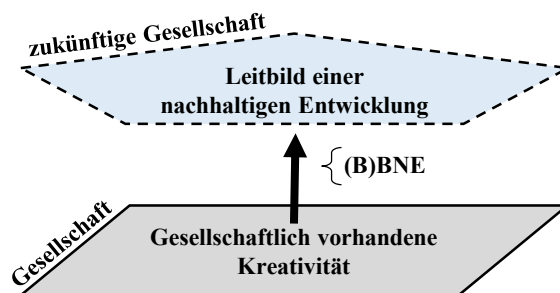 zukünftige Gesellschaft
Leitbild einer
nachhaltigen Entwicklung
(B)BNE
Gesellschaft
Gesellschaftlich vorhandene
Kreativität